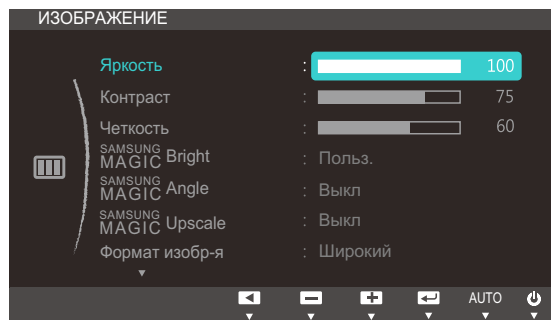 ИЗОБРАЖЕНИЕ
Яркость : 100
Контраст : 75
Четкость : 60
SAMSUNG MAGIC Bright : Польз.
SAMSUNG MAGIC Angle : Выкл
SAMSUNG MAGIC Upscale : Выкл
Формат изобр-я : Широкий
AUTO